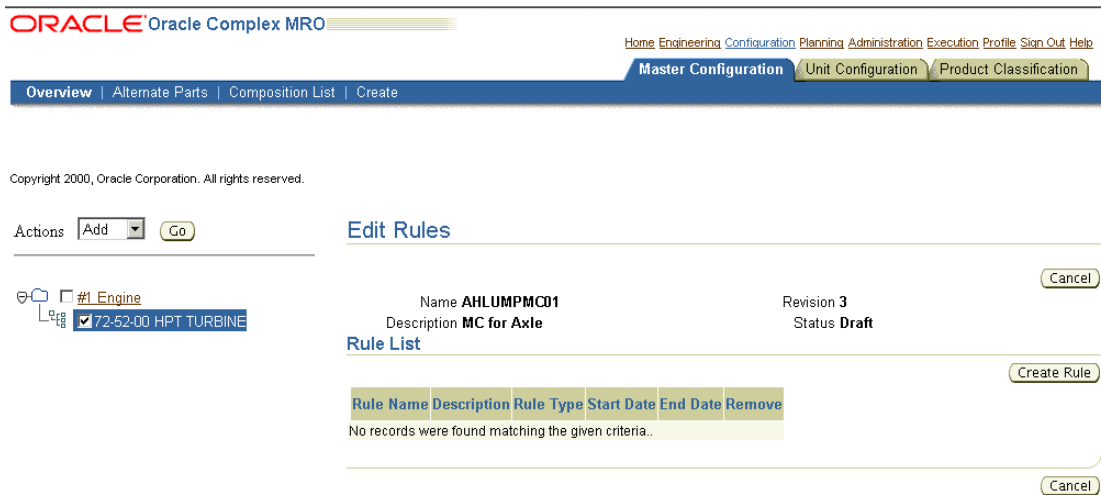 ORACLE Oracle Complex MRO
Home Engineering Configuration Planning Administration Execution Profile Sign Out Help
Master Configuration Unit Configuration Product Classification
Overview | Alternate Parts | Composition List | Create
Copyright 2000, Oracle Corporation. All rights reserved.
Actions Add Go
#1 Engine
72-52-00 HPT TURBINE
Edit Rules
Cancel
Name AHLUMPMC01 Revision 3
Description MC for Axle Status Draft
Rule List
Create Rule
Rule Name Description Rule Type Start Date End Date Remove
No records were found matching the given criteria..
Cancel